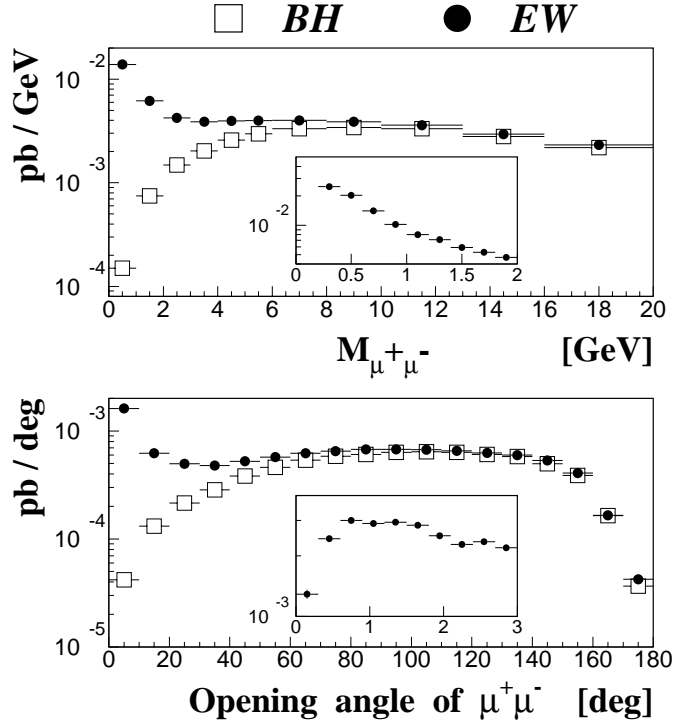 BH EW
pb / GeV
10⁻²
10⁻³
10⁻⁴
10⁻²
0 0.5 1 1.5 2
0 2 4 6 8 10 12 14 16 18 20
M μ+μ- [GeV]
pb / deg
10⁻³
10⁻⁴
10⁻⁵
10⁻³
0 1 2 3
0 20 40 60 80 100 120 140 160 180
Opening angle of μ⁺μ⁻ [deg]